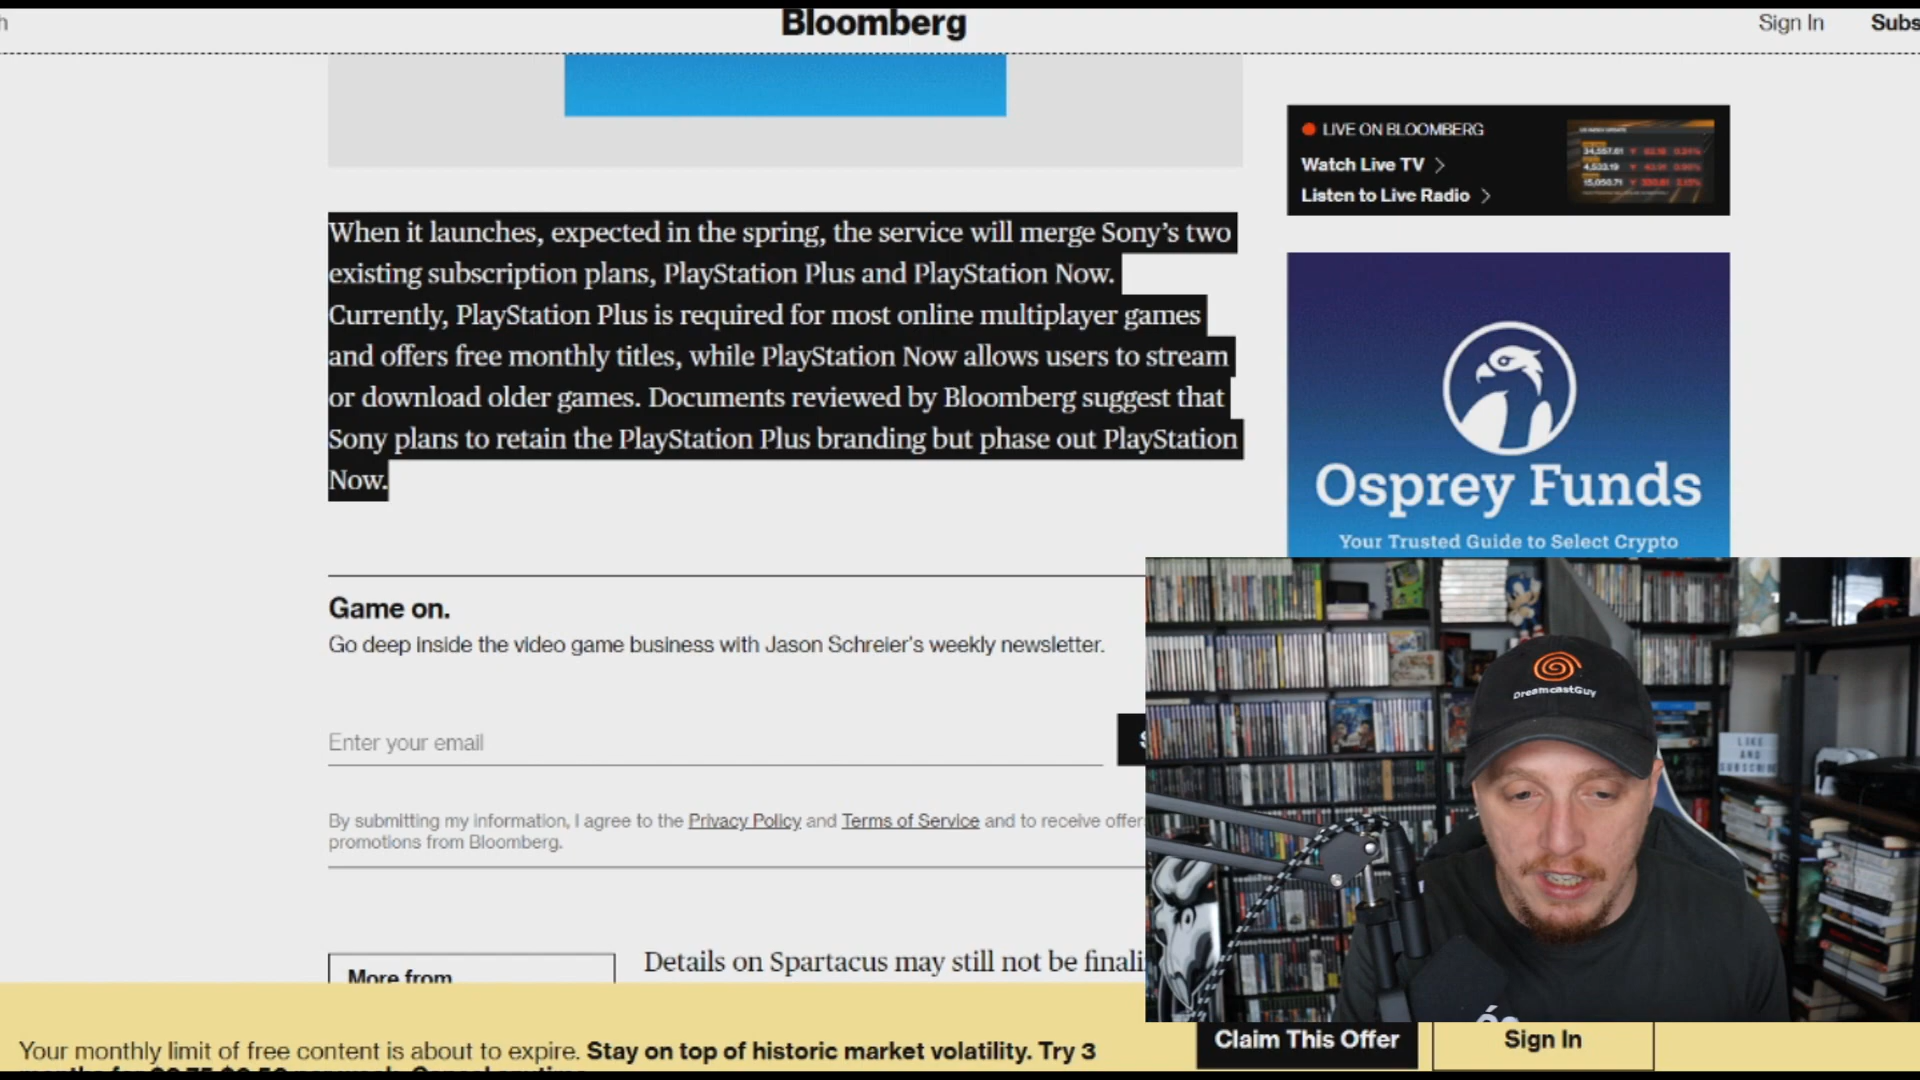 Bloomberg
Sign In
Subs
LIVE ON BLOOMBERG
Watch Live TV
Listen to Live Radio
When it launches, expected in the spring, the service will merge Sony’s two
existing subscription plans, PlayStation Plus and PlayStation Now.
Currently, PlayStation Plus is required for most online multiplayer games
and offers free monthly titles, while PlayStation Now allows users to stream
or download older games. Documents reviewed by Bloomberg suggest that
Sony plans to retain the PlayStation Plus branding but phase out PlayStation
Now.
Osprey Funds
Your Trusted Guide to Select Crypto
Game on.
Go deep inside the video game business with Jason Schreier’s weekly newsletter.
Enter your email
By submitting my information, I agree to the Privacy Policy and Terms of Service and to receive offer
promotions from Bloomberg.
DreamcastGuy
LIKE
AND
SUBSCRIBE
More from
Details on Spartacus may still not be finali
Your monthly limit of free content is about to expire. Stay on top of historic market volatility. Try 3
Claim This Offer
Sign In